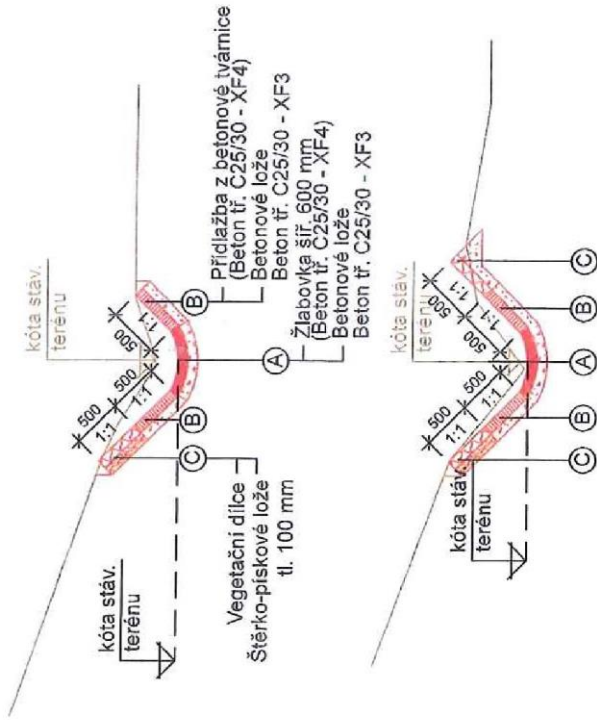 kóta stáv.
terénu
500
500
500
1:1
1:1
1:1
kóta stáv.
terénu
C
B
B
A
Přídlažba z betonové tvárnice
(Beton tř. C25/30 - XF4)
Betonové lože
Beton tř. C25/30 - XF3
Vegetační dílce
Štěrko-pískové lože
tl. 100 mm
Žlabovka šíř. 600 mm
(Beton tř. C25/30 - XF4)
Betonové lože
Beton tř. C25/30 - XF3
kóta stáv.
terénu
500
500
500
500
1:1
1:1
1:1
1:1
kóta stáv.
terénu
C
B
A
B
C